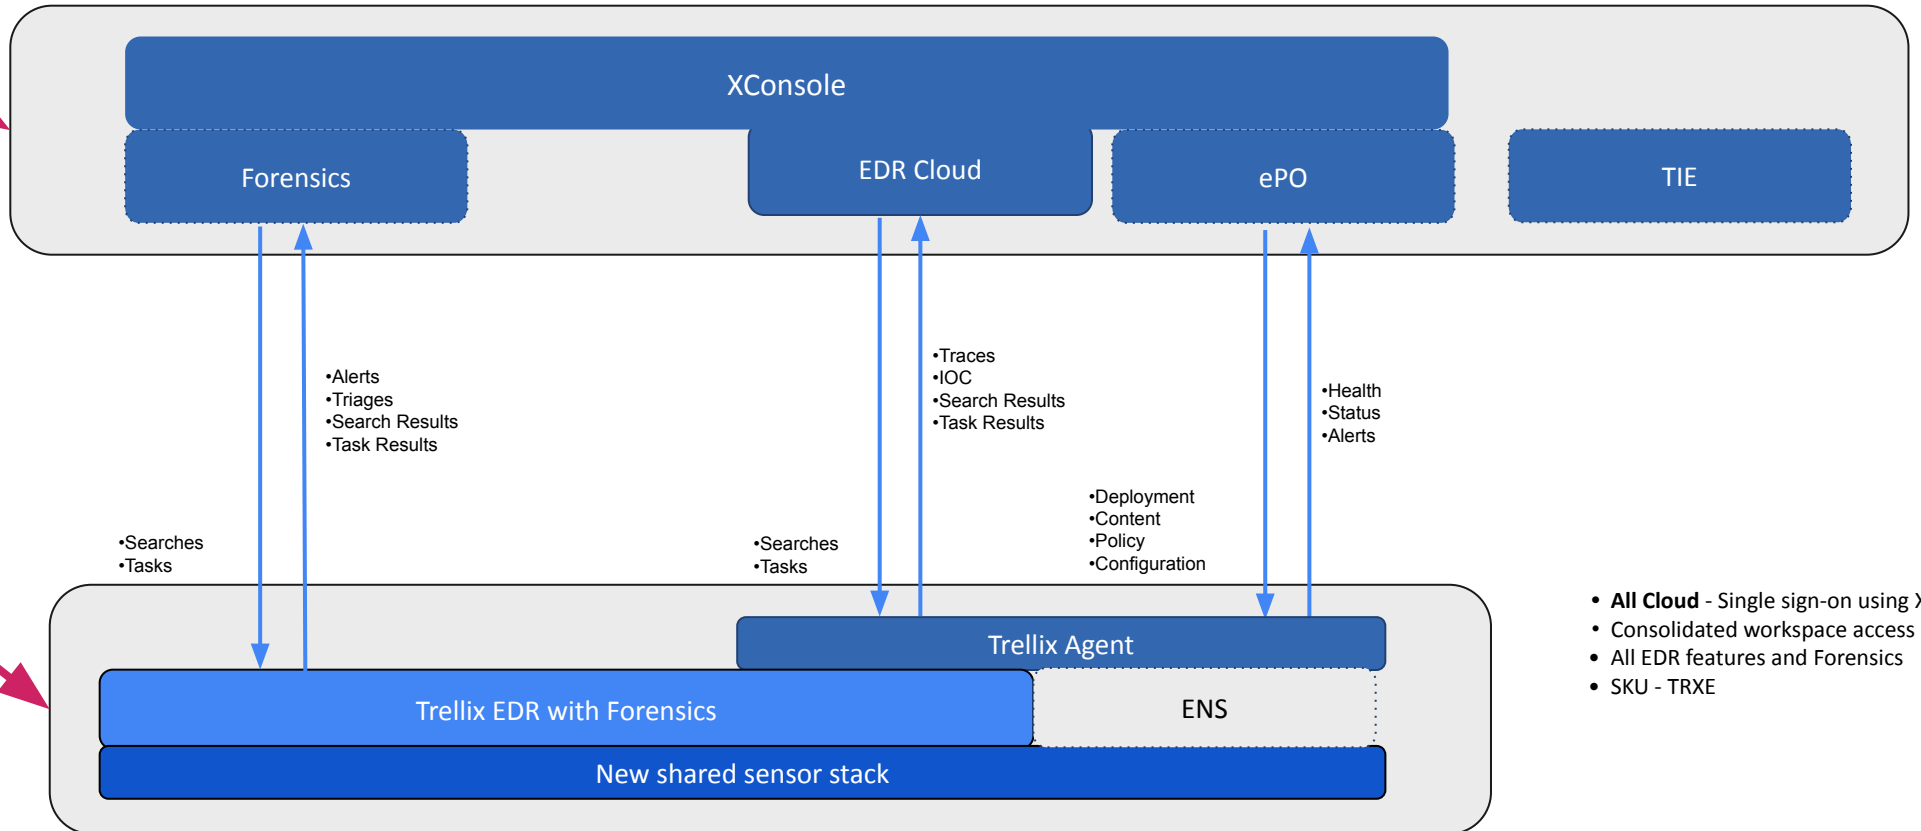 XConsole
Forensics
EDR Cloud
ePO
TIE
•Alerts
•Triages
•Search Results
•Task Results
•Traces
•IOC
•Search Results
•Task Results
•Health
•Status
•Alerts
•Searches
•Tasks
•Searches
•Tasks
•Deployment
•Content
•Policy
•Configuration
Trellix Agent
Trellix EDR with Forensics
ENS
New shared sensor stack
• All Cloud - Single sign-on using X
• Consolidated workspace access
• All EDR features and Forensics
• SKU - TRXE